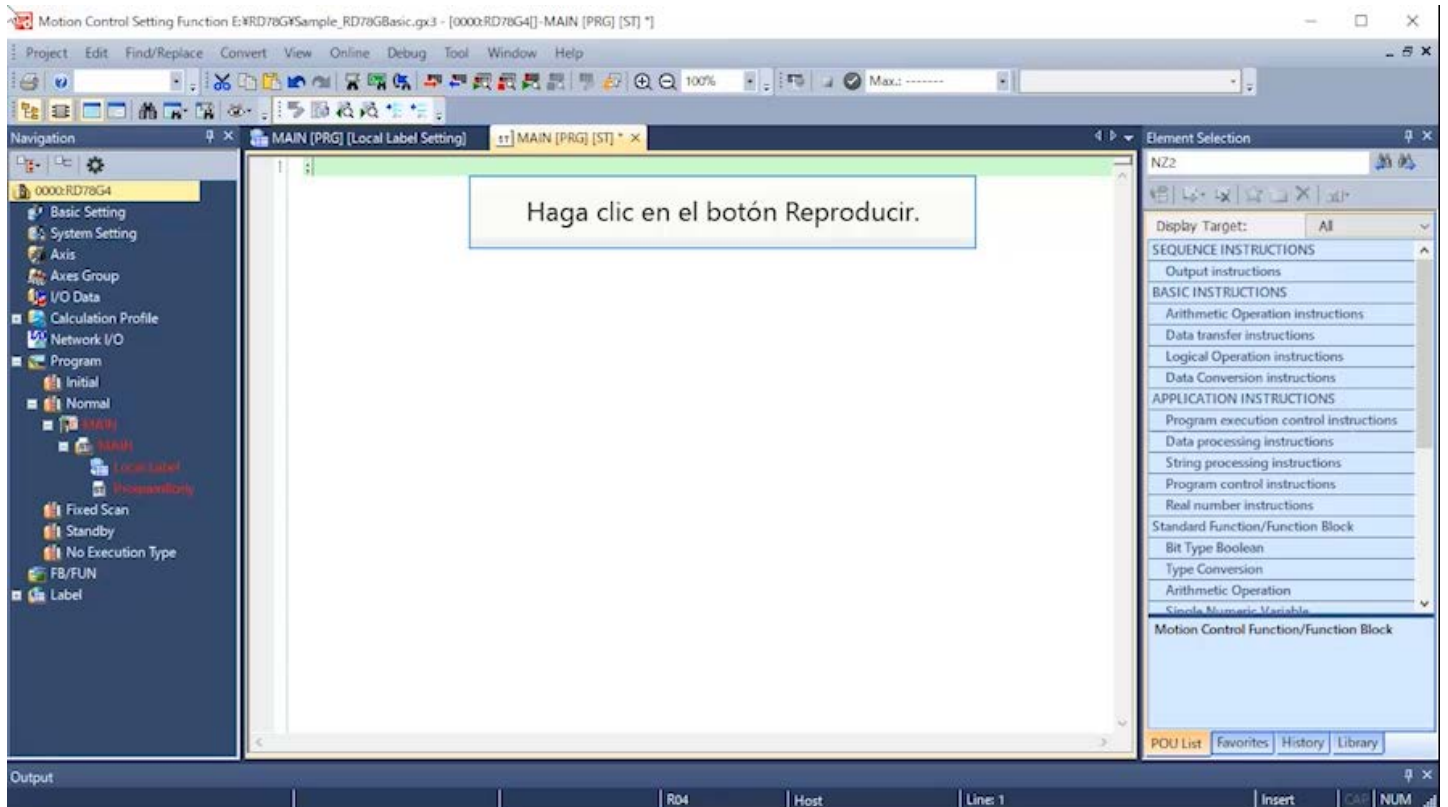 Motion Control Setting Function E:¥RD78G¥Sample_RD78GBasic.gx3 - [0000:RD78G4[]-MAIN [PRG] [ST] *]
Project Edit Find/Replace Convert View Online Debug Tool Window Help
100% Max.: -------
Navigation
0000:RD78G4
Basic Setting
System Setting
Axis
Axes Group
I/O Data
Calculation Profile
Network I/O
Program
Initial
Normal
MAIN
MAIN
Local Label
ProgramBody
Fixed Scan
Standby
No Execution Type
FB/FUN
Label
MAIN [PRG] [Local Label Setting] ST MAIN [PRG] [ST] *
1 ;
Haga clic en el botón Reproducir.
Element Selection
NZ2
Display Target: All
SEQUENCE INSTRUCTIONS
Output instructions
BASIC INSTRUCTIONS
Arithmetic Operation instructions
Data transfer instructions
Logical Operation instructions
Data Conversion instructions
APPLICATION INSTRUCTIONS
Program execution control instructions
Data processing instructions
String processing instructions
Program control instructions
Real number instructions
Standard Function/Function Block
Bit Type Boolean
Type Conversion
Arithmetic Operation
Single Numeric Variable
Motion Control Function/Function Block
POU List Favorites History Library
Output
R04 Host Line: 1 Insert CAP NUM